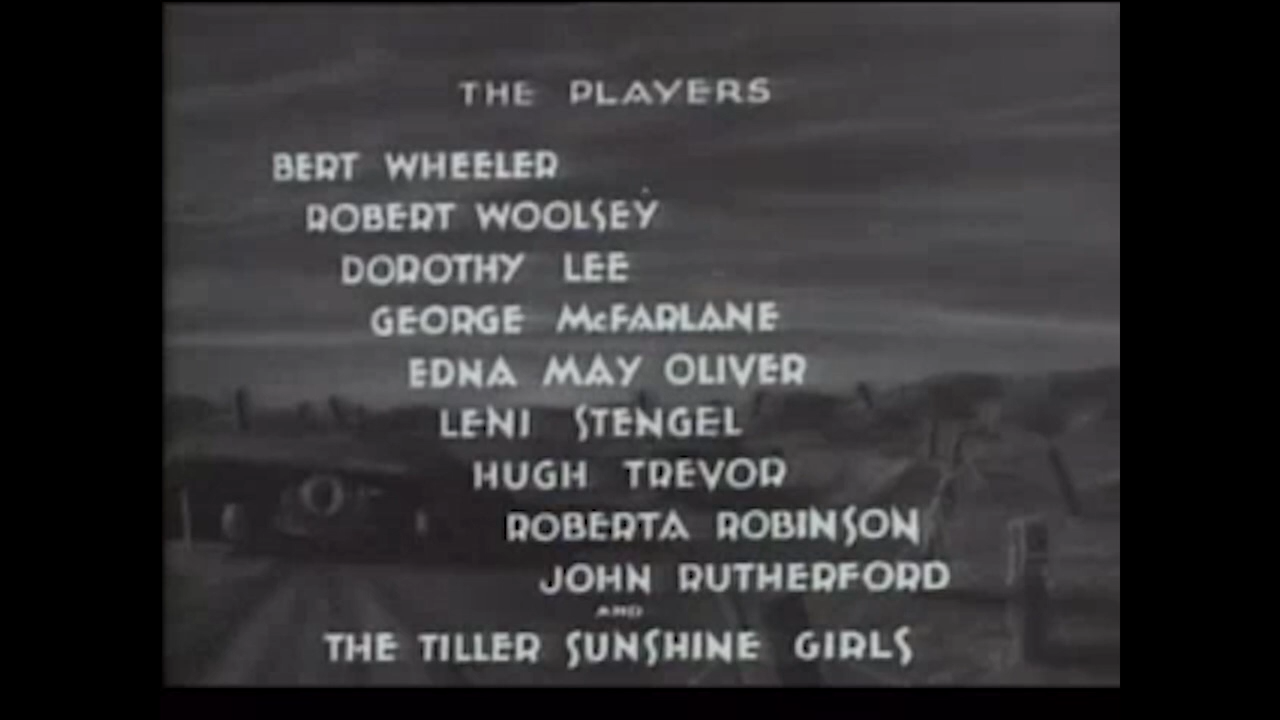 THE PLAYERS
BERT WHEELER
ROBERT WOOLSEY
DOROTHY LEE
GEORGE McFARLANE
EDNA MAY OLIVER
LENI STENGEL
HUGH TREVOR
ROBERTA ROBINSON
JOHN RUTHERFORD
AND
THE TILLER SUNSHINE GIRLS